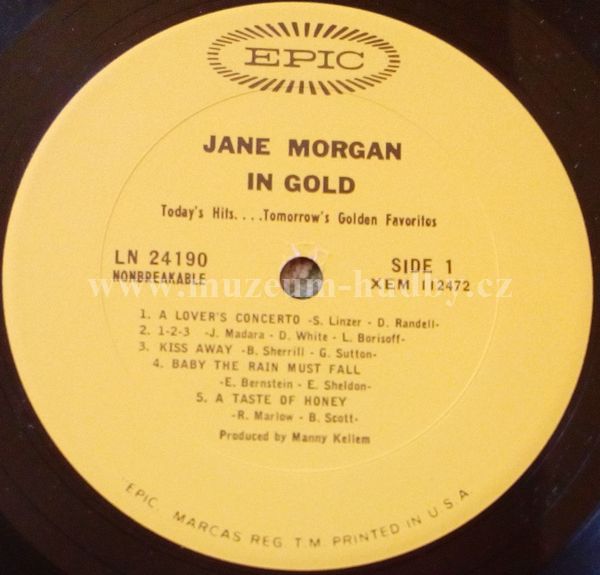 EPIC
JANE MORGAN
IN GOLD
Today's Hits....Tomorrow's Golden Favorites
LN 24190
NONBREAKABLE
SIDE 1
XEM 112472
www.muzeum-hudby.cz
1. A LOVER'S CONCERTO -S. Linzer - D. Randell-
2. 1-2-3 -J. Madara - D. White - L. Borisoff-
3. KISS AWAY -B. Sherrill - G. Sutton-
4. BABY THE RAIN MUST FALL
-E. Bernstein - E. Sheldon-
5. A TASTE OF HONEY
-R. Marlow - B. Scott-
Produced by Manny Kellem
"EPIC". MARCAS REG. T.M. PRINTED IN U.S.A.